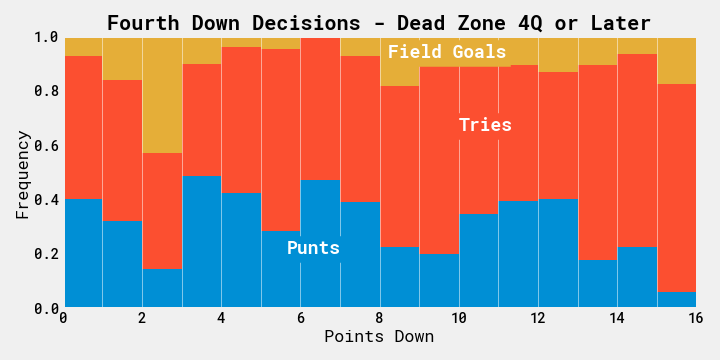 Fourth Down Decisions - Dead Zone 4Q or Later
Frequency
1.0
0.8
0.6
0.4
0.2
0.0
Field Goals
Tries
Punts
0 2 4 6 8 10 12 14 16
Points Down